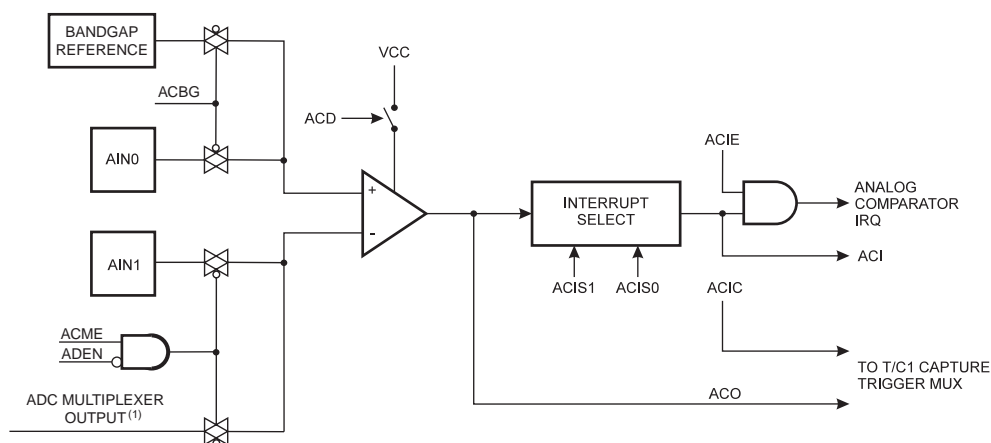 BANDGAP
REFERENCE
VCC
ACBG
ACD
AIN0
ACIE
+
INTERRUPT
SELECT
ANALOG
COMPARATOR
IRQ
-
AIN1
ACI
ACIS1 ACIS0 ACIC
ACME
ADEN
TO T/C1 CAPTURE
TRIGGER MUX
ACO
ADC MULTIPLEXER
OUTPUT (1)